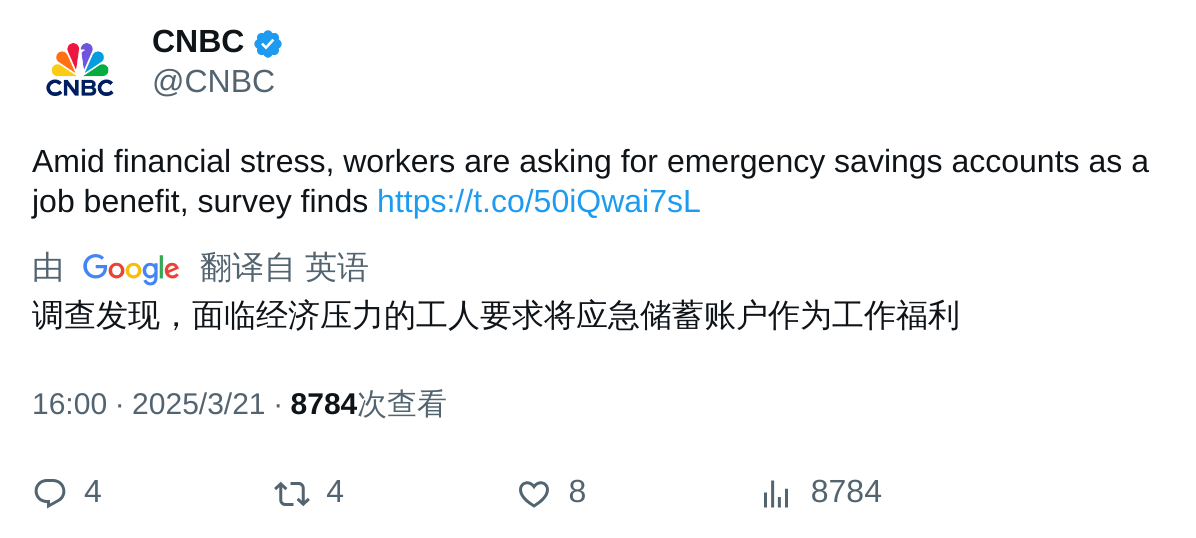 CNBC
CNBC
@CNBC
Amid financial stress, workers are asking for emergency savings accounts as a
job benefit, survey finds https://t.co/50iQwai7sL
由 Google 翻译自 英语
调查发现，面临经济压力的工人要求将应急储蓄账户作为工作福利
16:00 · 2025/3/21 · 8784次查看
4 4 8 8784